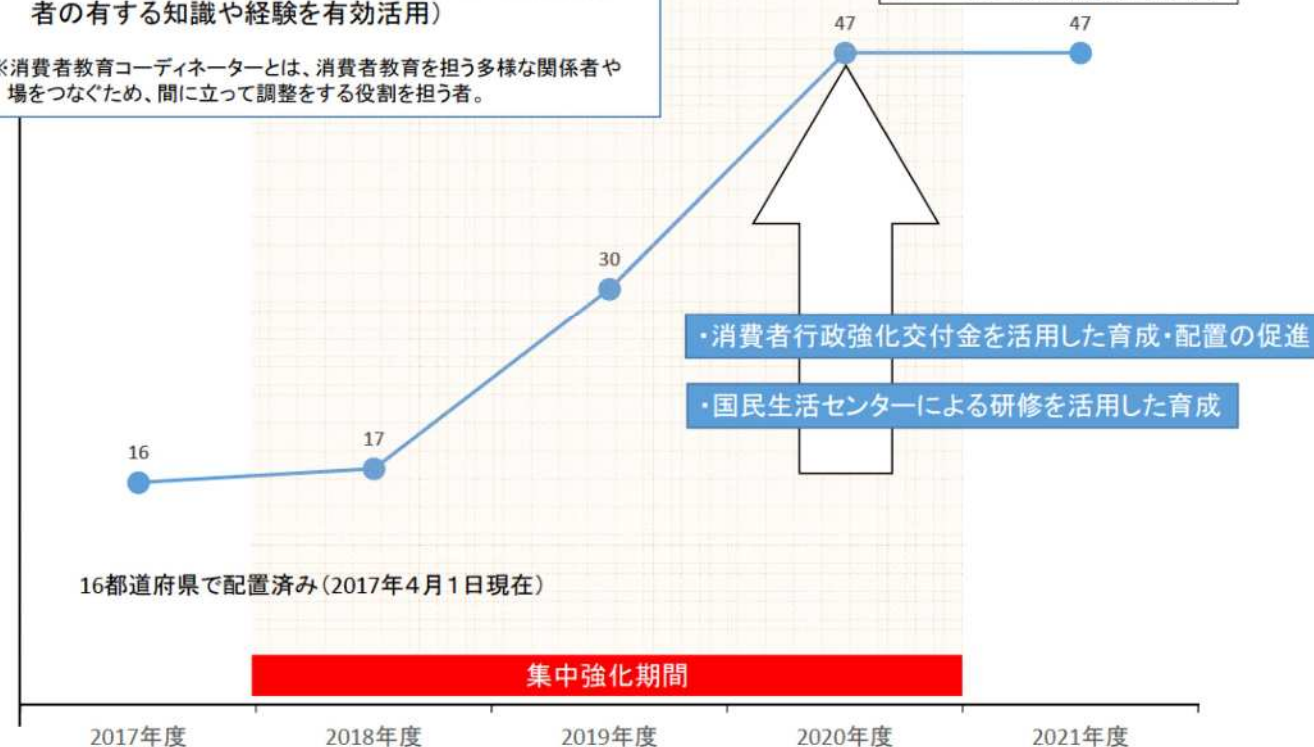 者の有する知識や経験を有効活用)
※消費者教育コーディネーターとは、消費者教育を担う多様な関係者や
場をつなぐため、間に立って調整をする役割を担う者。
47
47
30
・消費者行政強化交付金を活用した育成・配置の促進
・国民生活センターによる研修を活用した育成
17
16
16都道府県で配置済み(2017年4月1日現在)
集中強化期間
2017年度
2018年度
2019年度
2020年度
2021年度